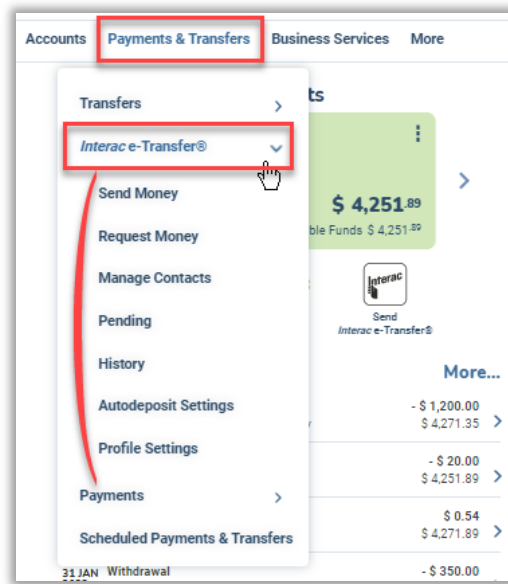 Accounts Payments & Transfers Business Services More
Transfers
Interac e-Transfer®
Send Money
Request Money
Manage Contacts
Pending
History
Autodeposit Settings
Profile Settings
Payments
Scheduled Payments & Transfers
ts
$ 4,251.89
ble Funds $ 4,251.89
Interac
Send
Interac e-Transfer®
More...
- $ 1,200.00
$ 4,271.35
- $ 20.00
$ 4,251.89
$ 0.54
$ 4,271.89
31 JAN Withdrawal - $ 350.00